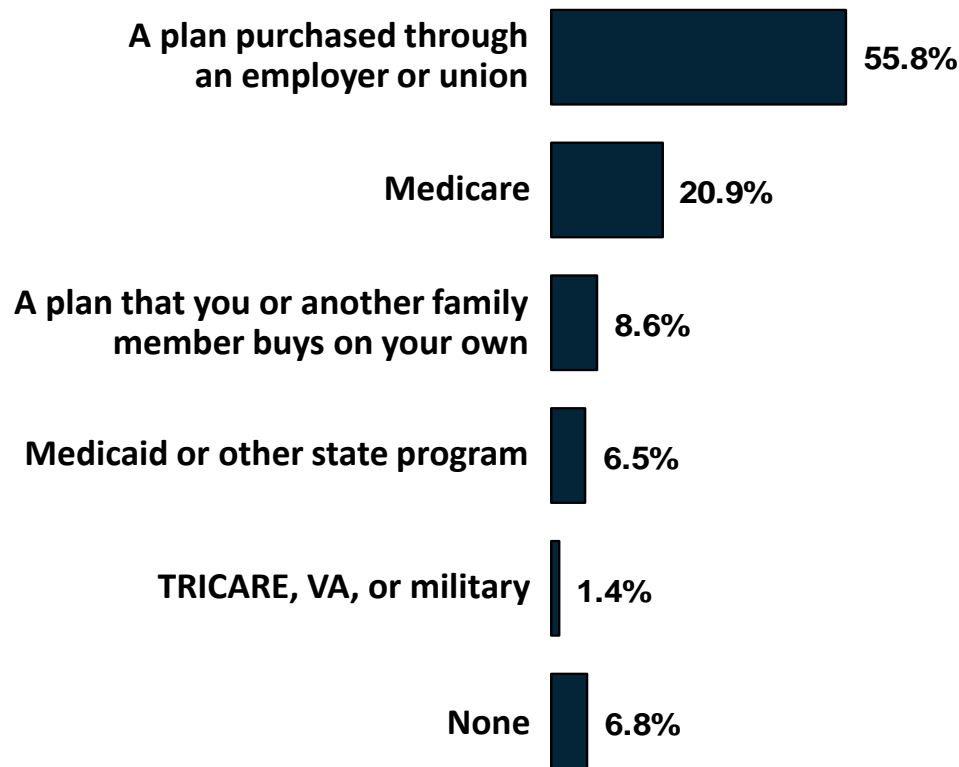 A plan purchased through
an employer or union
55.8%
Medicare
20.9%
A plan that you or another family
member buys on your own
8.6%
Medicaid or other state program
6.5%
TRICARE, VA, or military
1.4%
None
6.8%